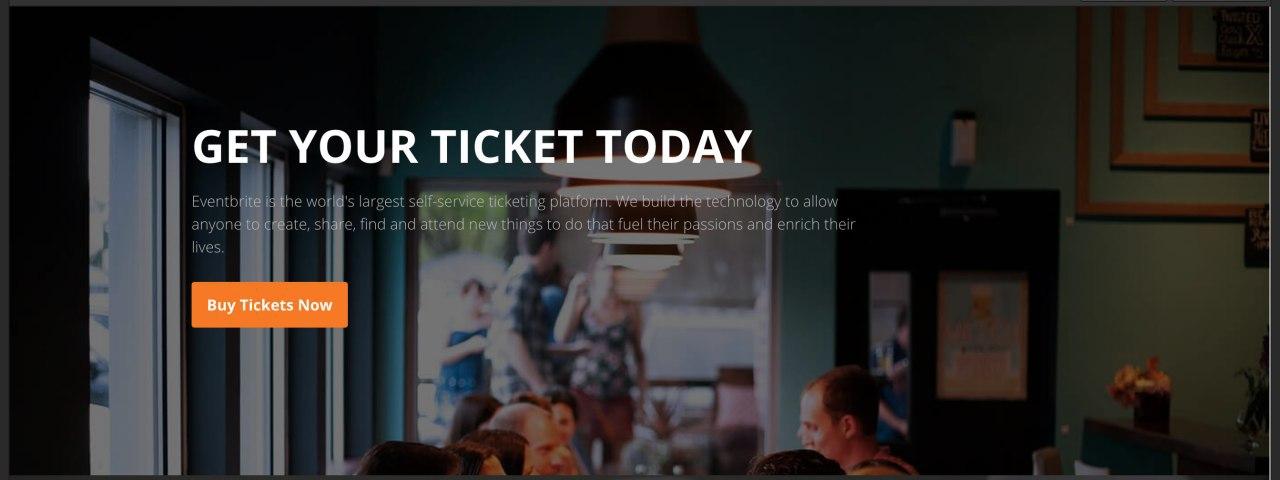 GET YOUR TICKET TODAY
Eventbrite is the world's largest self-service ticketing platform. We build the technology to allow
anyone to create, share, find and attend new things to do that fuel their passions and enrich their
lives.
Buy Tickets Now